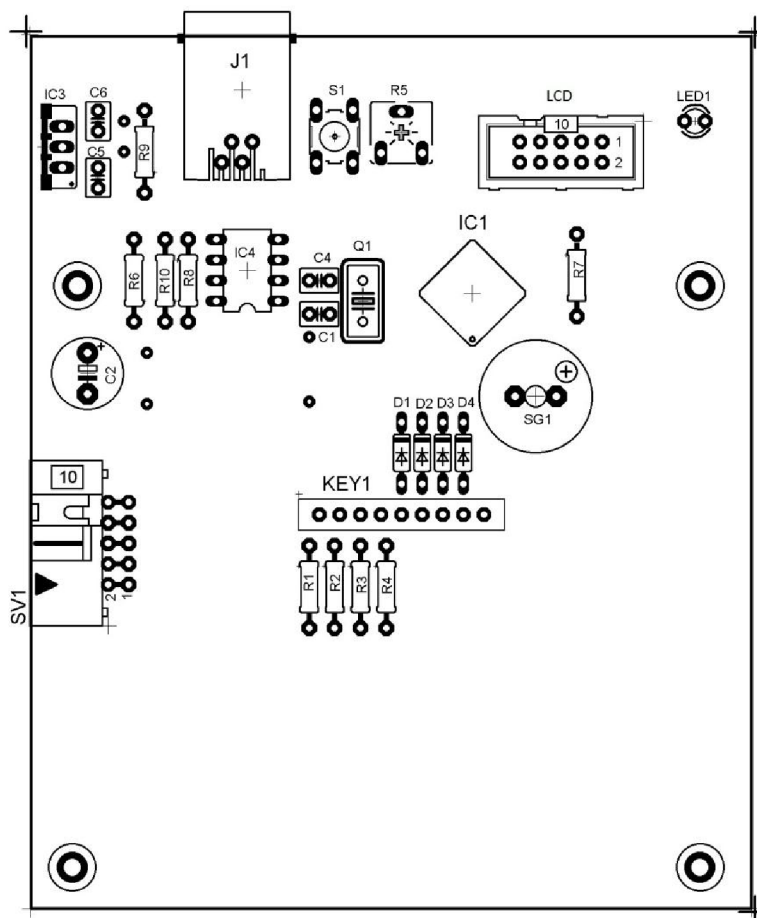 J1
IC3
C6
S1
R5
LCD
LED1
10
1
2
C5
R9
IC1
IC4
C4
Q1
R6
R10
R8
R7
C1
+
C2
+
SG1
D1
D2
D3
D4
10
KEY1
R1
R2
R3
R4
SV1
2
1